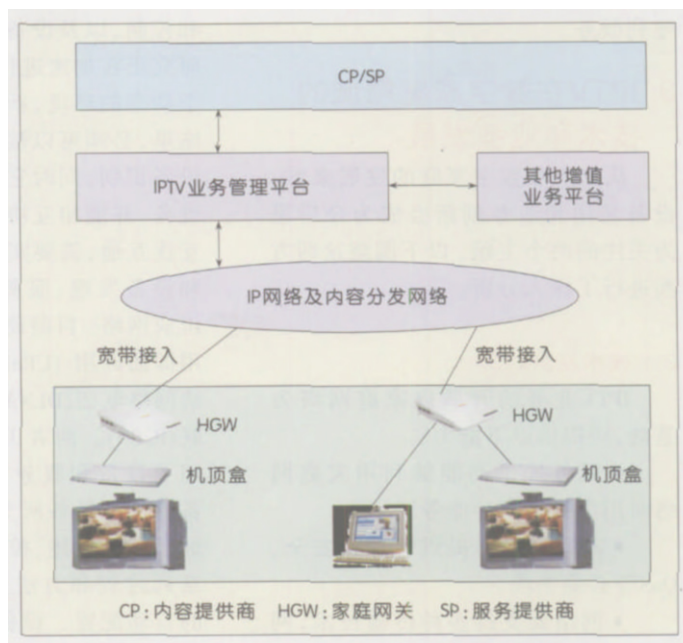 CP/SP
IPTV业务管理平台
其他增值
业务平台
IP网络及内容分发网络
宽带接入
宽带接入
HGW
HGW
机顶盒
机顶盒
CP:内容提供商 HGW:家庭网关 SP:服务提供商